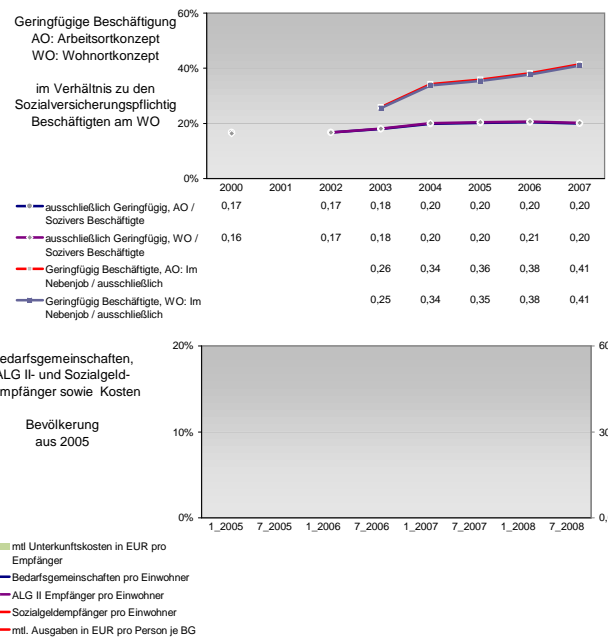 Geringfügige Beschäftigung
AO: Arbeitsortkonzept
WO: Wohnortkonzept
im Verhältnis zu den
Sozialversicherungspflichtig
Beschäftigten am WO
60%
40%
20%
0%
2000 2001 2002 2003 2004 2005 2006 2007
ausschließlich Geringfügig, AO / Sozivers Beschäftigte 0,17 0,17 0,18 0,20 0,20 0,20 0,20
ausschließlich Geringfügig, WO / Sozivers Beschäftigte 0,16 0,17 0,18 0,20 0,20 0,21 0,20
Geringfügig Beschäftigte, AO: Im Nebenjob / ausschließlich 0,26 0,34 0,36 0,38 0,41
Geringfügig Beschäftigte, WO: Im Nebenjob / ausschließlich 0,25 0,34 0,35 0,38 0,41
edarfsgemeinschaften,
ALG II- und Sozialgeld-
mpfänger sowie Kosten
Bevölkerung
aus 2005
20%
10%
0%
60
30
0,
1_2005 7_2005 1_2006 7_2006 1_2007 7_2007 1_2008 7_2008
mtl Unterkunftskosten in EUR pro
Empfänger
Bedarfsgemeinschaften pro Einwohner
ALG II Empfänger pro Einwohner
Sozialgeldempfänger pro Einwohner
mtl. Ausgaben in EUR pro Person je BG